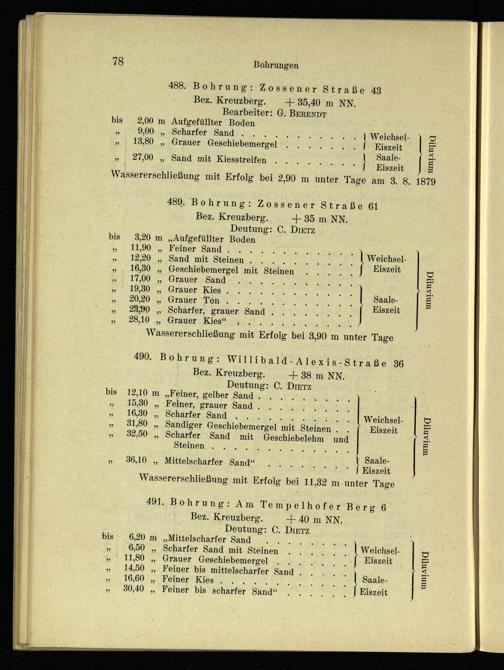 78
Bohrungen
488. Bohrung: Zossener Straße 43
Bez. Kreuzberg. + 35,40 m NN.
Bearbeiter: G. BERENDT
bis 2,00 m Aufgefüllter Boden
„ 9,00 „ Scharfer Sand . . . . . . . . . . . Weichsel-
„ 13,80 „ Grauer Geschiebemergel . . . . . . . Eiszeit
„ 27,00 „ Sand mit Kiesstreifen . . . . . . . Saale-
Eiszeit
Diluvium
Wassererschließung mit Erfolg bei 2,90 m unter Tage am 3. 8. 1879
489. Bohrung: Zossener Straße 61
Bez. Kreuzberg. + 35 m NN.
Deutung: C. DIETZ
bis 3,20 m „Aufgefüllter Boden
„ 11,90 „ Feiner Sand . . . . . . . . . . .
„ 12,20 „ Sand mit Steinen . . . . . . . . . Weichsel-
„ 16,30 „ Geschiebemergel mit Steinen . . . . Eiszeit
„ 17,00 „ Grauer Sand . . . . . . . . . . .
„ 19,30 „ Grauer Kies . . . . . . . . . . .
„ 20,20 „ Grauer Ton . . . . . . . . . . . Saale-
„ 23,90 „ Scharfer, grauer Sand . . . . . . . Eiszeit
„ 28,10 „ Grauer Kies“ . . . . . . . . . . .
Diluvium
Wassererschließung mit Erfolg bei 3,90 m unter Tage
490. Bohrung: Willibald-Alexis-Straße 36
Bez. Kreuzberg. + 38 m NN.
Deutung: C. DIETZ
bis 12,10 m „Feiner, gelber Sand . . . . . . . .
„ 15,30 „ Feiner, grauer Sand . . . . . . . .
„ 16,30 „ Scharfer Sand . . . . . . . . . . Weichsel-
„ 31,80 „ Sandiger Geschiebemergel mit Steinen . . Eiszeit
„ 32,50 „ Scharfer Sand mit Geschiebelehm und
Steinen . . . . . . . . . . . .
„ 36,10 „ Mittelscharfer Sand“ . . . . . . . Saale-
Eiszeit
Diluvium
Wassererschließung mit Erfolg bei 11,32 m unter Tage
491. Bohrung: Am Tempelhofer Berg 6
Bez. Kreuzberg. + 40 m NN.
Deutung: C. DIETZ
bis 6,20 m „Mittelscharfer Sand . . . . . . . .
„ 6,50 „ Scharfer Sand mit Steinen . . . . . Weichsel-
„ 11,80 „ Grauer Geschiebemergel . . . . . . Eiszeit
„ 14,50 „ Feiner bis mittelscharfer Sand . . . .
„ 16,60 „ Feiner Kies . . . . . . . . . . . Saale-
„ 30,40 „ Feiner bis scharfer Sand“ . . . . . . Eiszeit
Diluvium